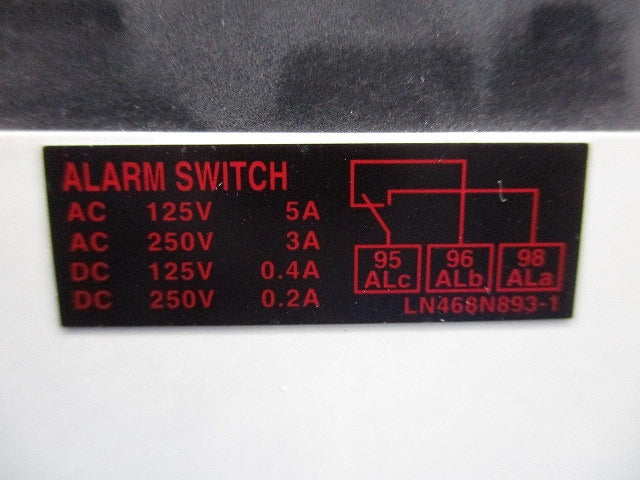 ALARM SWITCH
AC 125V 5A
AC 250V 3A
DC 125V 0.4A
DC 250V 0.2A
95 96 98
ALc ALb ALa
LN468N893-1